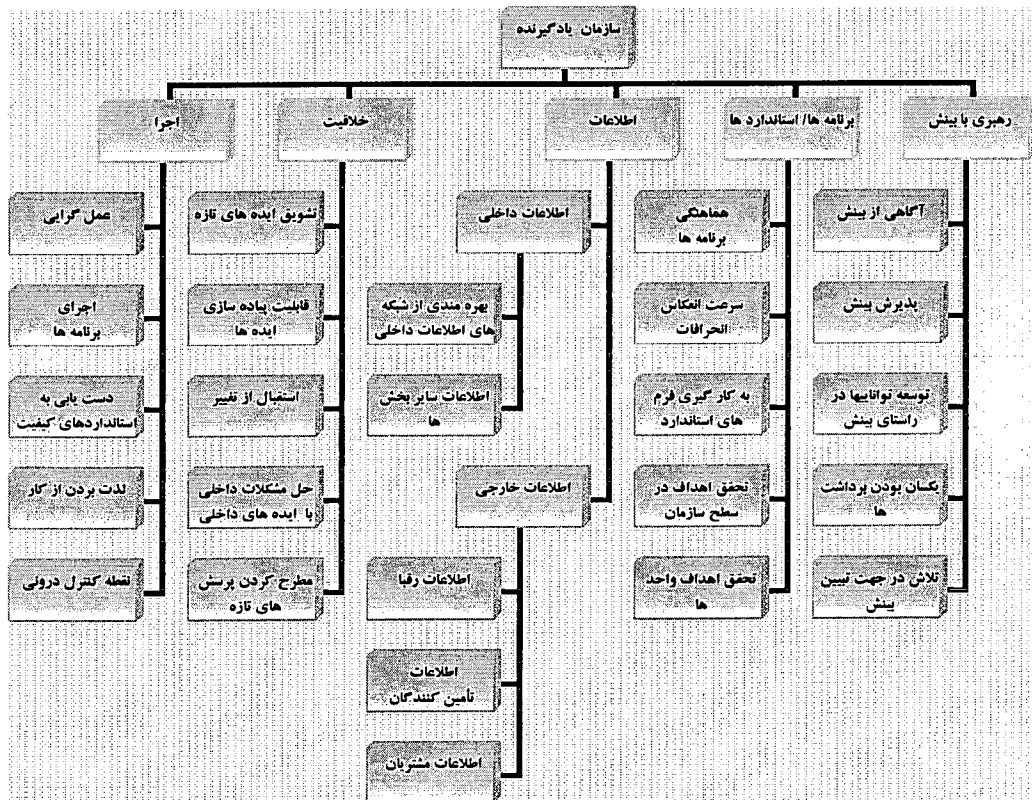 سازمان یادگیرنده
رهبری با بینش
برنامه ها/ استاندارد ها
اطلاعات
خلاقیت
اجرا
آگاهی از بینش
پذیرش بینش
توسعه تواناییها در
راستای بینش
یکسان بودن برداشت
ها
تلاش در جهت تبیین
بینش
هماهنگی
برنامه ها
سرعت انعکاس
انحرافات
به کار گیری فرم
های استاندارد
تحقق اهداف در
سطح سازمان
تحقق اهداف واحد
ها
اطلاعات داخلی
بهره مندی از شبکه
های اطلاعات داخلی
اطلاعات سایر بخش
ها
اطلاعات خارجی
اطلاعات رقبا
اطلاعات
تأمین کنندگان
اطلاعات مشتریان
تشویق ایده های تازه
قابلیت پیاده سازی
ایده ها
استقبال از تغییر
حل مشکلات داخلی
با ایده های داخلی
مطرح کردن پرسش
های تازه
عمل گرایی
اجرای
برنامه ها
دست یابی به
استانداردهای کیفیت
لذت بردن از کار
نقطه کنترل درونی